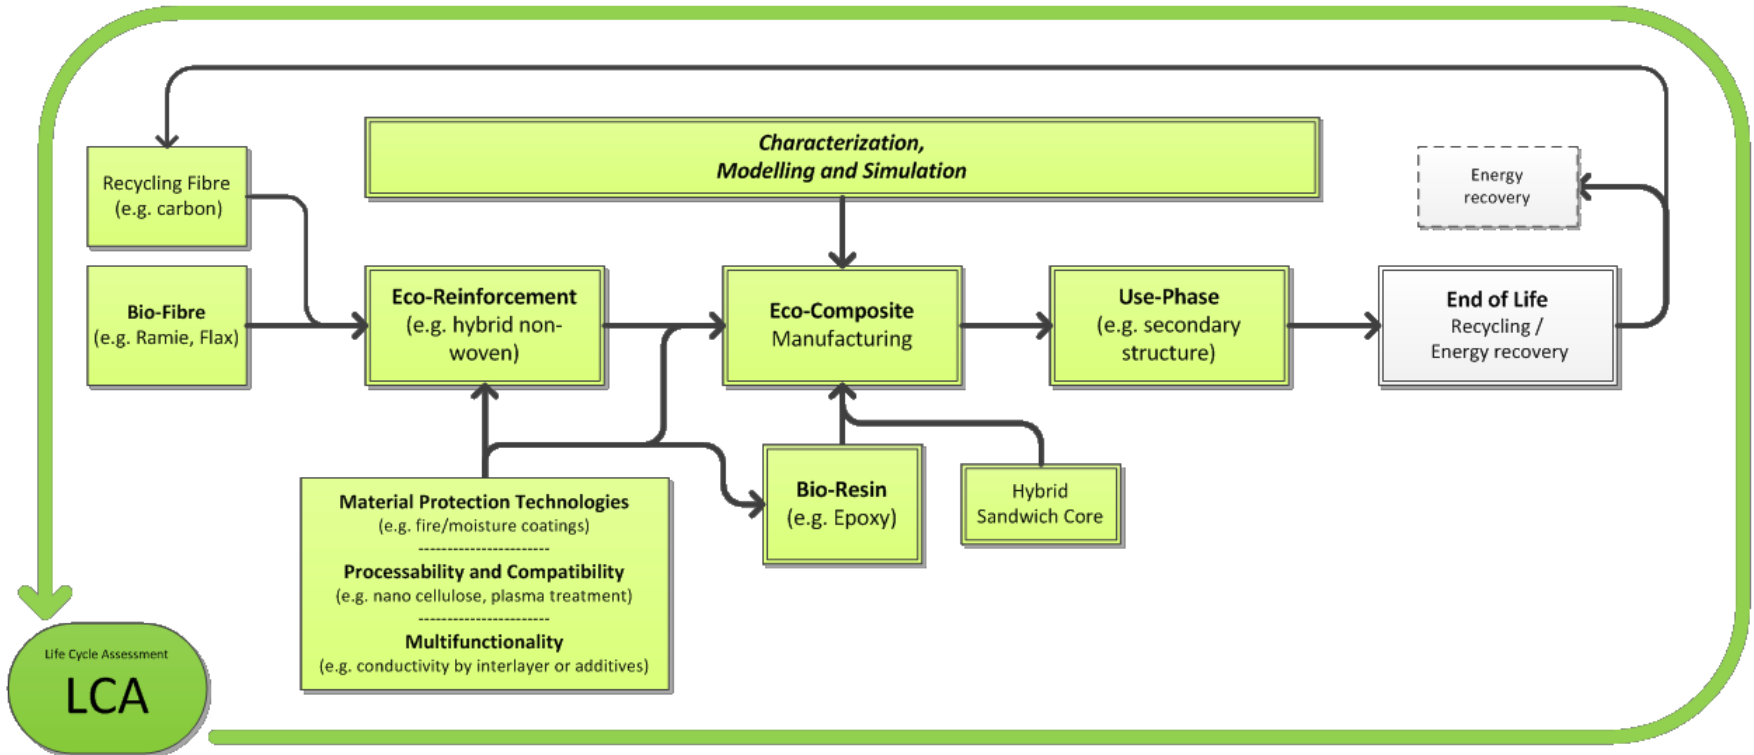 Characterization,
Modelling and Simulation
Recycling Fibre
(e.g. carbon)
Energy
recovery
Bio-Fibre
(e.g. Ramie, Flax)
Eco-Reinforcement
(e.g. hybrid non-
woven)
Eco-Composite
Manufacturing
Use-Phase
(e.g. secondary
structure)
End of Life
Recycling /
Energy recovery
Material Protection Technologies
(e.g. fire/moisture coatings)
-----------------------
Processability and Compatibility
(e.g. nano cellulose, plasma treatment)
-----------------------
Multifunctionality
(e.g. conductivity by interlayer or additives)
Bio-Resin
(e.g. Epoxy)
Hybrid
Sandwich Core
Life Cycle Assessment
LCA